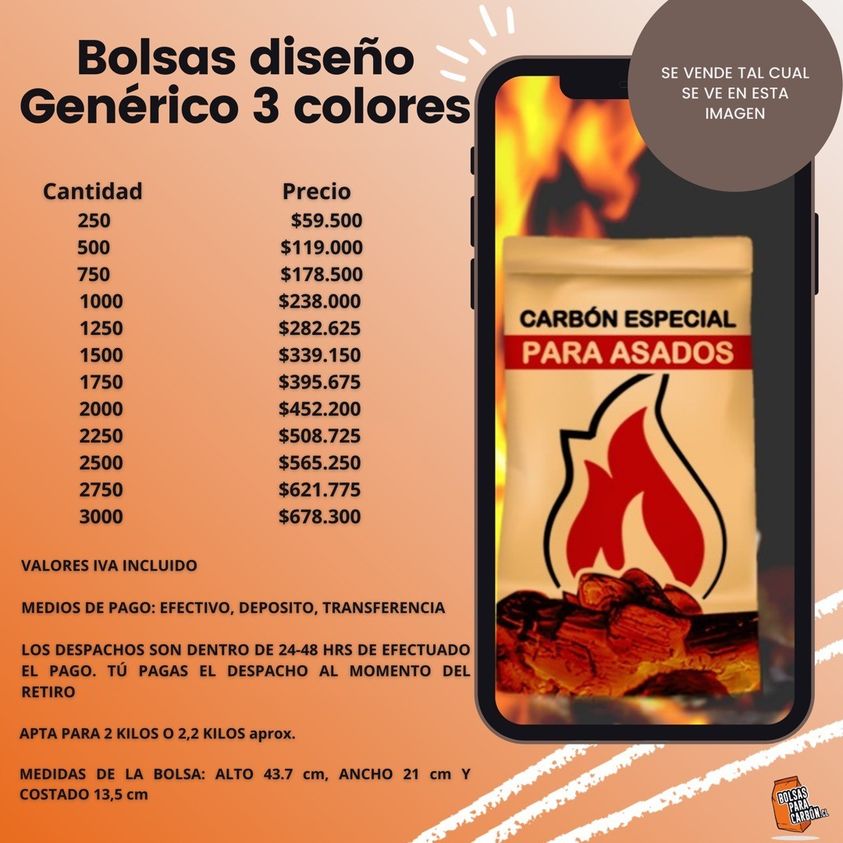 Bolsas diseño
Genérico 3 colores
SE VENDE TAL CUAL
SE VE EN ESTA
IMAGEN
Cantidad Precio
250 $59.500
500 $119.000
750 $178.500
1000 $238.000
1250 $282.625
1500 $339.150
1750 $395.675
2000 $452.200
2250 $508.725
2500 $565.250
2750 $621.775
3000 $678.300
CARBÓN ESPECIAL
PARA ASADOS
VALORES IVA INCLUIDO
MEDIOS DE PAGO: EFECTIVO, DEPOSITO, TRANSFERENCIA
LOS DESPACHOS SON DENTRO DE 24-48 HRS DE EFECTUADO
EL PAGO. TÚ PAGAS EL DESPACHO AL MOMENTO DEL
RETIRO
APTA PARA 2 KILOS O 2,2 KILOS aprox.
MEDIDAS DE LA BOLSA: ALTO 43.7 cm, ANCHO 21 cm Y
COSTADO 13,5 cm
BOLSAS
PARA
CARBÓN.CL